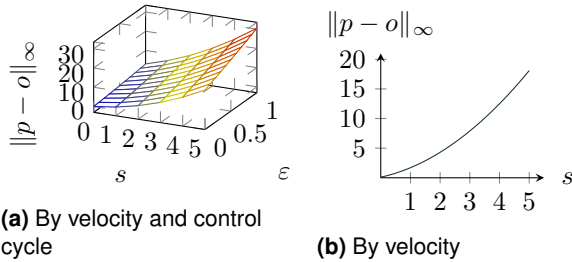 ‖p − o‖∞
30
20
10
0
0 1 2 3 4 5
0 0.5 1
s
ε
(a) By velocity and control
cycle
‖p − o‖∞
20
15
10
5
1 2 3 4 5
s
(b) By velocity